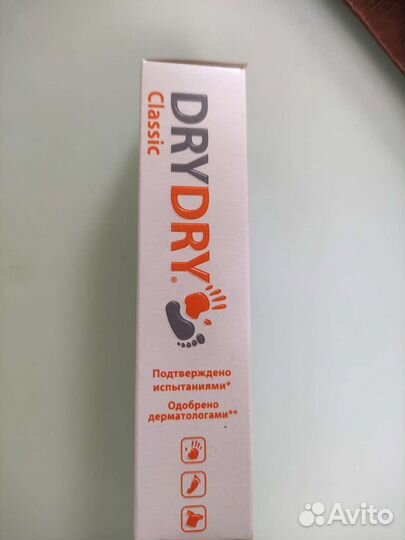 DRYDRY®
Classic
Подтверждено
испытаниями*
Одобрено
дерматологами**
Avito